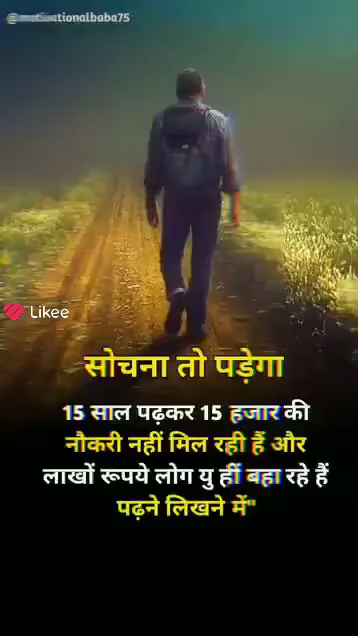 Likee
सोचना तो पड़ेगा
15 साल पढ़कर 15 हजार की
नौकरी नहीं मिल रही हैं और
लाखों रूपये लोग यु हीं बहा रहे हैं
पढ़ने लिखने में"